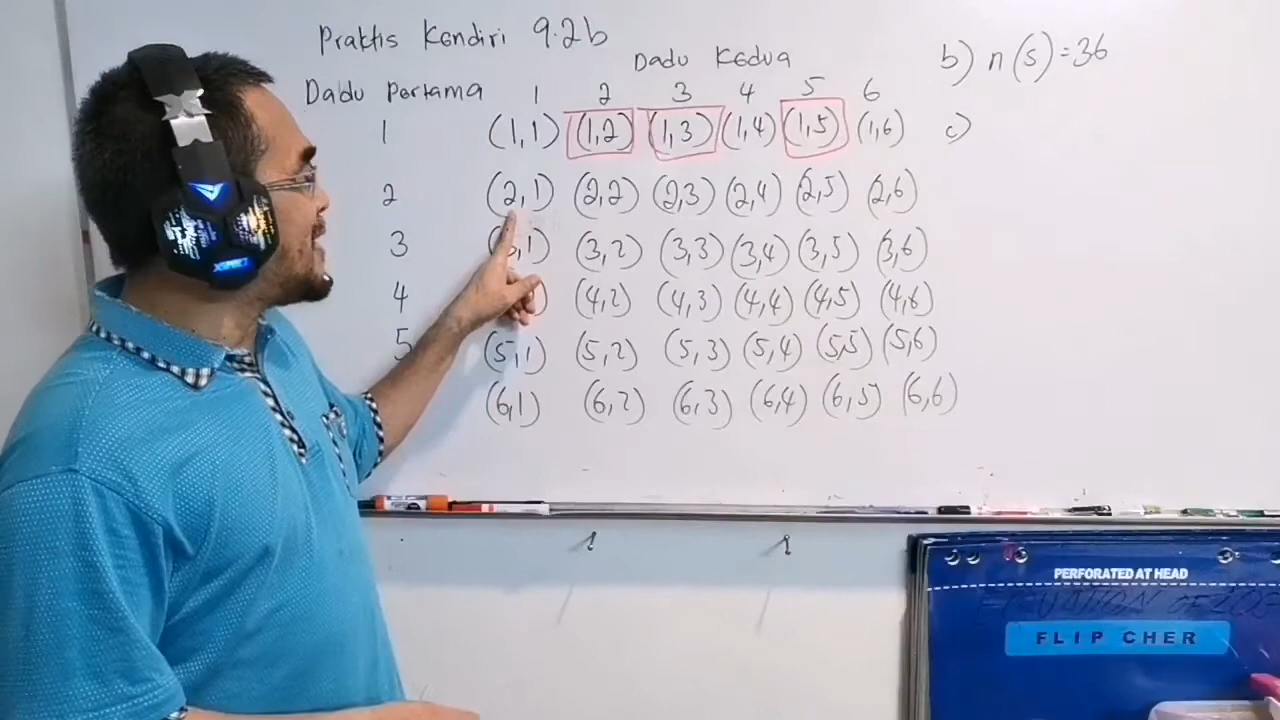 Praktis Kendiri 9.2b
Dadu Kedua
b) n(s)=36
Dadu Pertama 1 2 3 4 5 6
1 (1,1) (1,2) (1,3) (1,4) (1,5) (1,6) c)
2 (2,1) (2,2) (2,3) (2,4) (2,5) (2,6)
3 ,1) (3,2) (3,3) (3,4) (3,5) (3,6)
4 ) (4,2) (4,3) (4,4) (4,5) (4,6)
5 (5,1) (5,2) (5,3) (5,4) (5,5) (5,6)
(6,1) (6,2) (6,3) (6,4) (6,5) (6,6)
PERFORATED AT HEAD
FLIP CHER